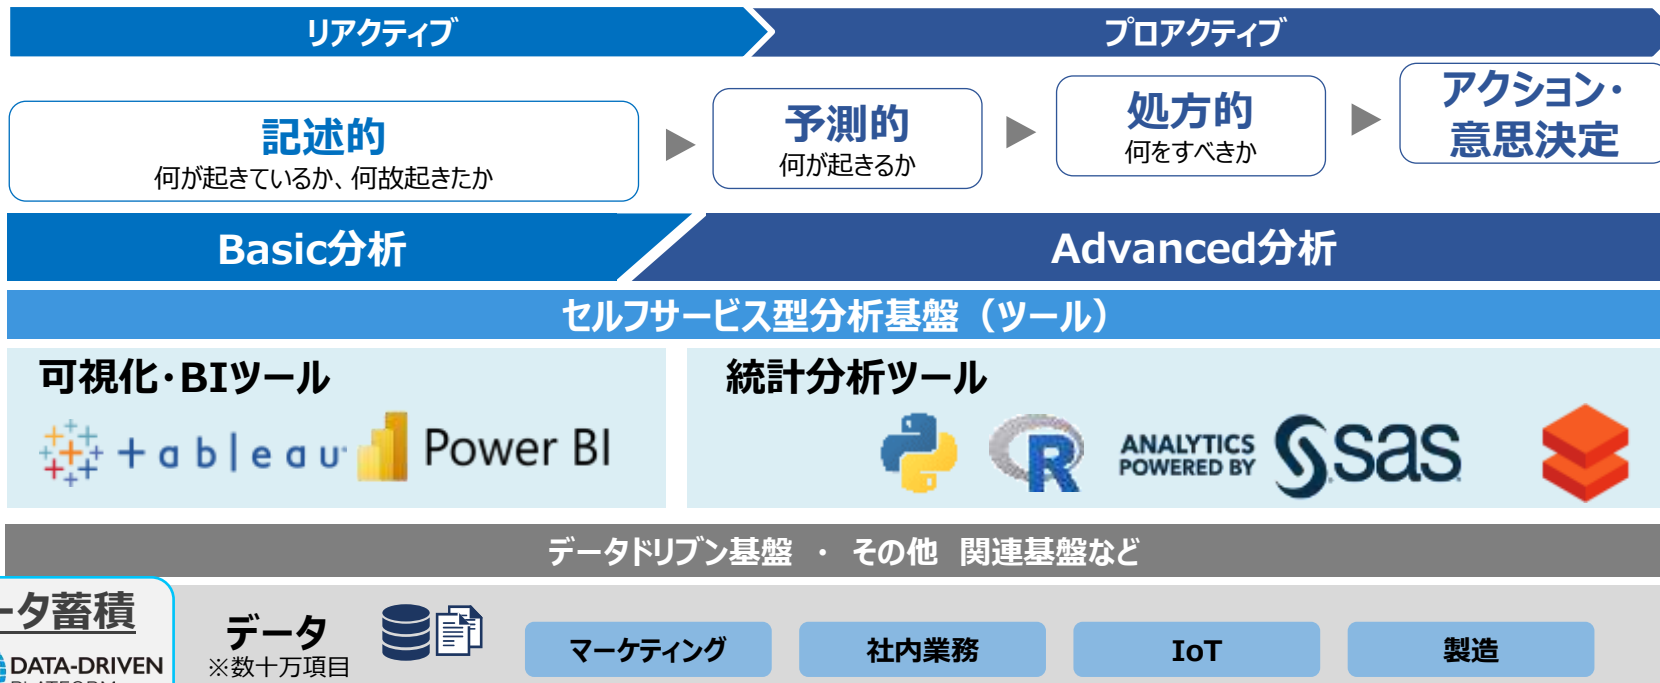 リアクティブ
プロアクティブ
記述的
何が起きているか、何故起きたか
予測的
何が起きるか
処方的
何をすべきか
アクション・
意思決定
Basic分析
Advanced分析
セルフサービス型分析基盤（ツール）
可視化・BIツール
+ableau
Power BI
統計分析ツール
R
ANALYTICS
POWERED BY
sas
データドリブン基盤 ・ その他 関連基盤など
ータ蓄積
DATA-DRIVEN
データ
※数十万項目
マーケティング
社内業務
IoT
製造